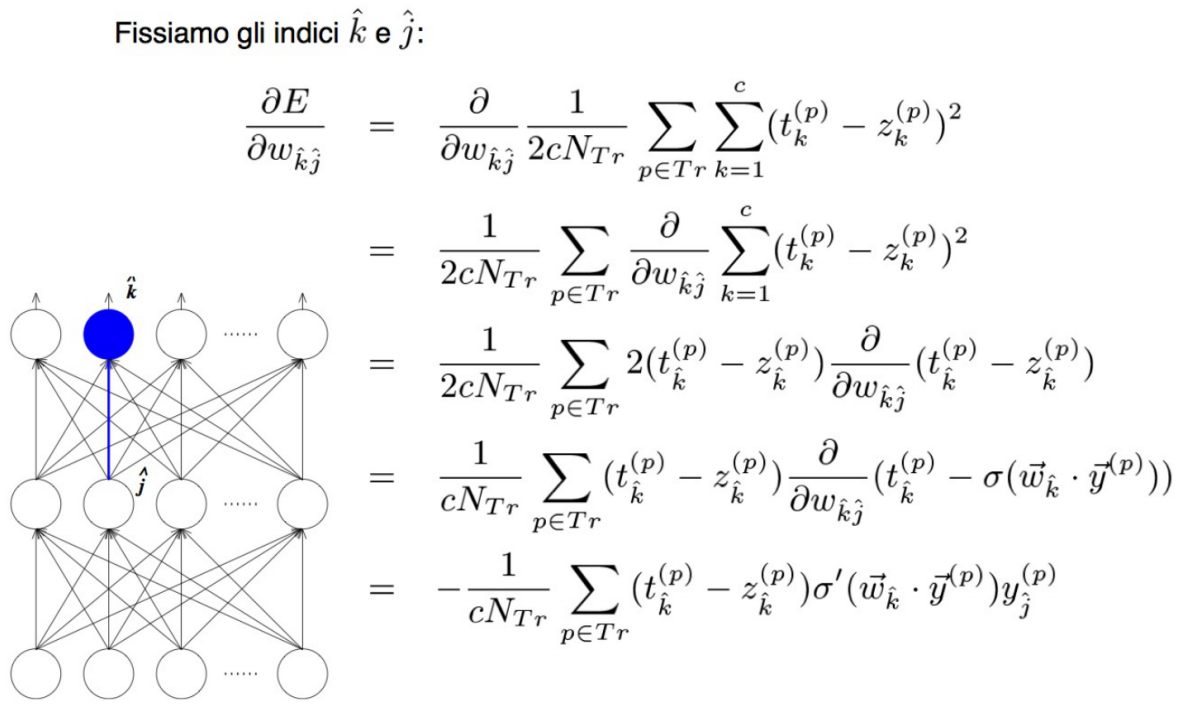 Fissiamo gli indici \hat{k} e \hat{j}:
\frac{\partial E}{\partial w_{\hat{k}\hat{j}}} = \frac{\partial}{\partial w_{\hat{k}\hat{j}}} \frac{1}{2cN_{Tr}} \sum_{p \in Tr} \sum_{k=1}^{c} (t_k^{(p)} - z_k^{(p)})^2
= \frac{1}{2cN_{Tr}} \sum_{p \in Tr} \frac{\partial}{\partial w_{\hat{k}\hat{j}}} \sum_{k=1}^{c} (t_k^{(p)} - z_k^{(p)})^2
= \frac{1}{2cN_{Tr}} \sum_{p \in Tr} 2(t_{\hat{k}}^{(p)} - z_{\hat{k}}^{(p)}) \frac{\partial}{\partial w_{\hat{k}\hat{j}}} (t_{\hat{k}}^{(p)} - z_{\hat{k}}^{(p)})
= \frac{1}{cN_{Tr}} \sum_{p \in Tr} (t_{\hat{k}}^{(p)} - z_{\hat{k}}^{(p)}) \frac{\partial}{\partial w_{\hat{k}\hat{j}}} (t_{\hat{k}}^{(p)} - \sigma(\vec{w}_{\hat{k}} \cdot \vec{y}^{(p)}))
= -\frac{1}{cN_{Tr}} \sum_{p \in Tr} (t_{\hat{k}}^{(p)} - z_{\hat{k}}^{(p)}) \sigma'(\vec{w}_{\hat{k}} \cdot \vec{y}^{(p)}) y_{\hat{j}}^{(p)}
\hat{k}
......
\hat{j}
......
......